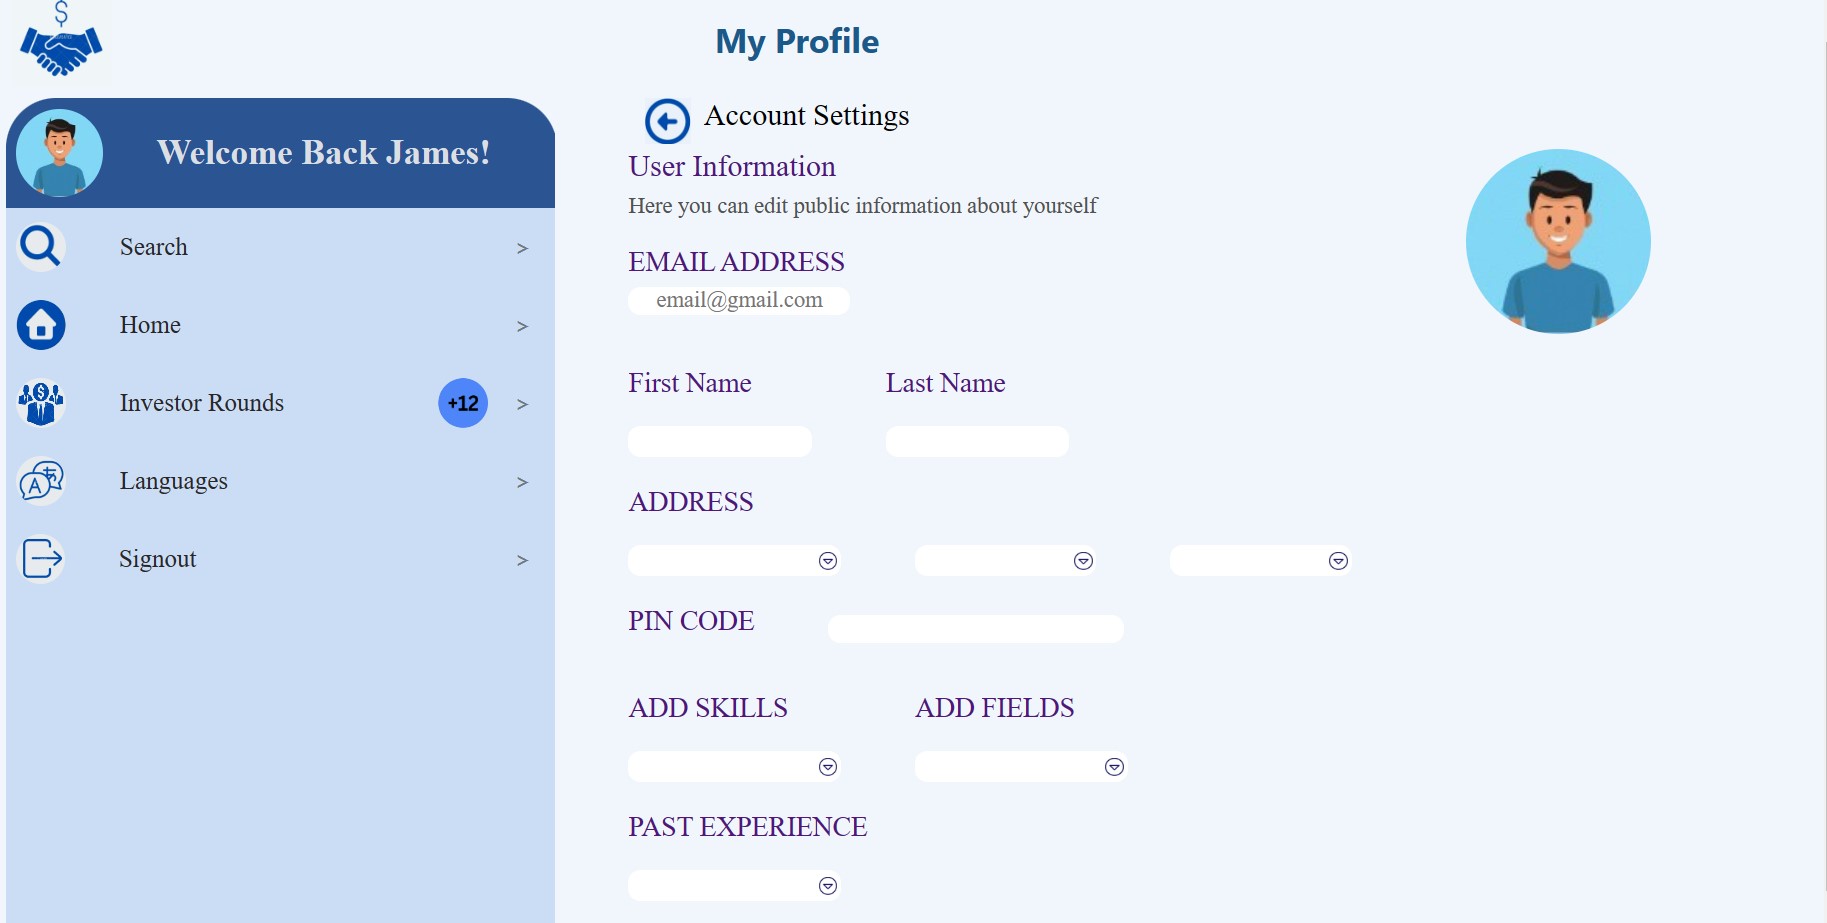 My Profile
Welcome Back James!
Search >
Home >
Investor Rounds +12 >
Languages >
Signout >
Account Settings
User Information
Here you can edit public information about yourself
EMAIL ADDRESS
email@gmail.com
First Name Last Name
ADDRESS
PIN CODE
ADD SKILLS ADD FIELDS
PAST EXPERIENCE